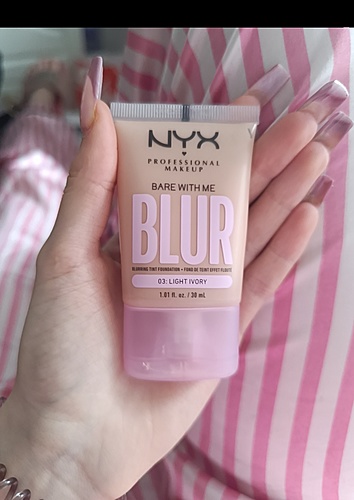 NYX
PROFESSIONAL
MAKEUP
BARE WITH ME
BLUR
BLURRING TINT FOUNDATION • FOND DE TEINT EFFET FLOUTÉ
03: LIGHT IVORY
1.01 fl. oz. / 30 mL